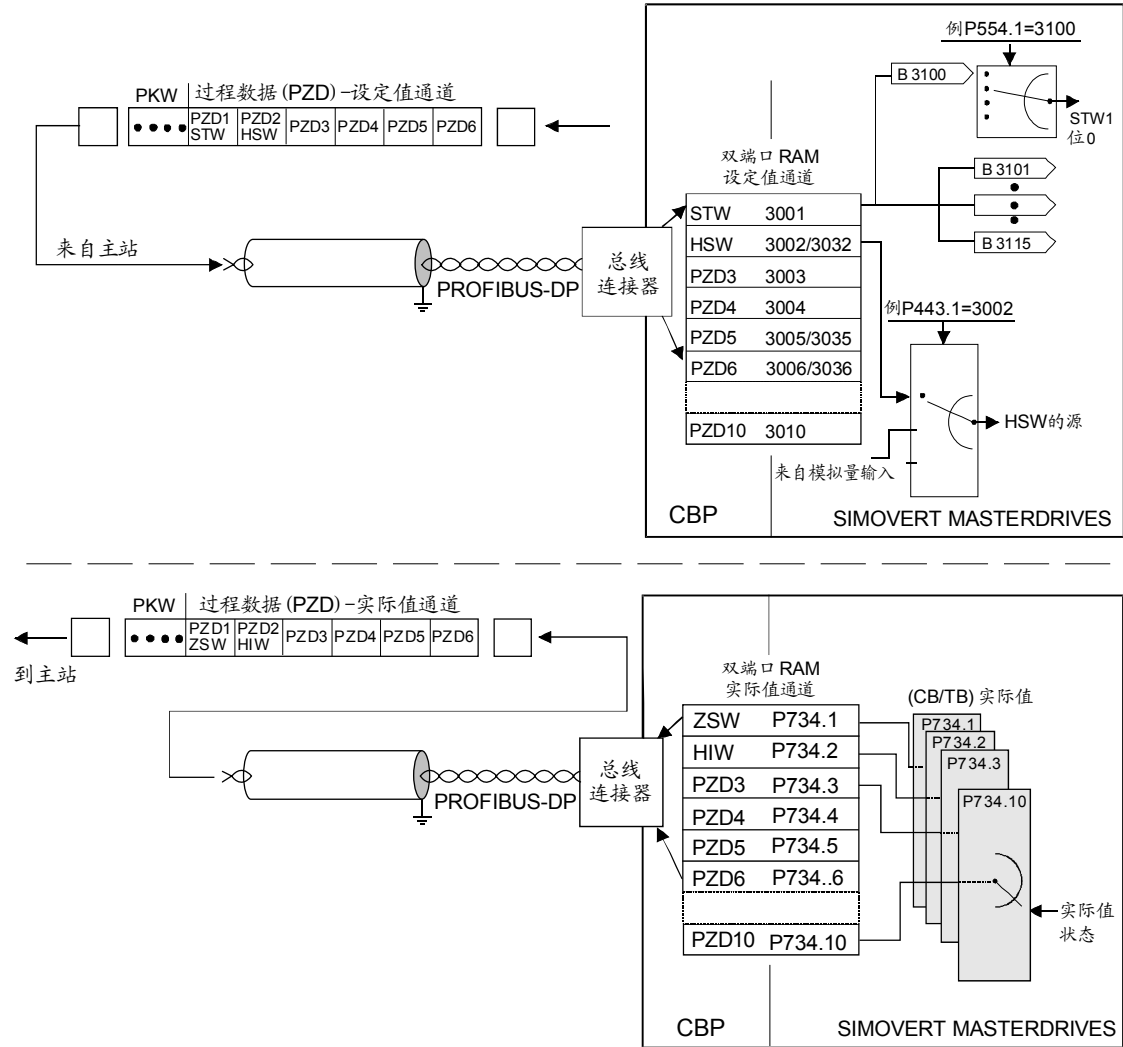 例P554.1=3100
B 3100
STW1
位0
PKW 过程数据(PZD)-设定值通道
PZD1 STW
PZD2 HSW
PZD3
PZD4
PZD5
PZD6
双端口 RAM
设定值通道
B 3101
B 3115
STW 3001
HSW 3002/3032
PZD3 3003
PZD4 3004
PZD5 3005/3035
PZD6 3006/3036
PZD10 3010
来自主站
PROFIBUS-DP
总线
连接器
例P443.1=3002
HSW的源
来自模拟量输入
CBP
SIMOVERT MASTERDRIVES
PKW 过程数据(PZD)-实际值通道
PZD1 ZSW
PZD2 HIW
PZD3
PZD4
PZD5
PZD6
到主站
双端口 RAM
实际值通道
(CB/TB) 实际值
ZSW P734.1
HIW P734.2
PZD3 P734.3
PZD4 P734.4
PZD5 P734.5
PZD6 P734..6
PZD10 P734.10
P734.1
P734.2
P734.3
P734.10
PROFIBUS-DP
总线
连接器
实际值
状态
CBP
SIMOVERT MASTERDRIVES